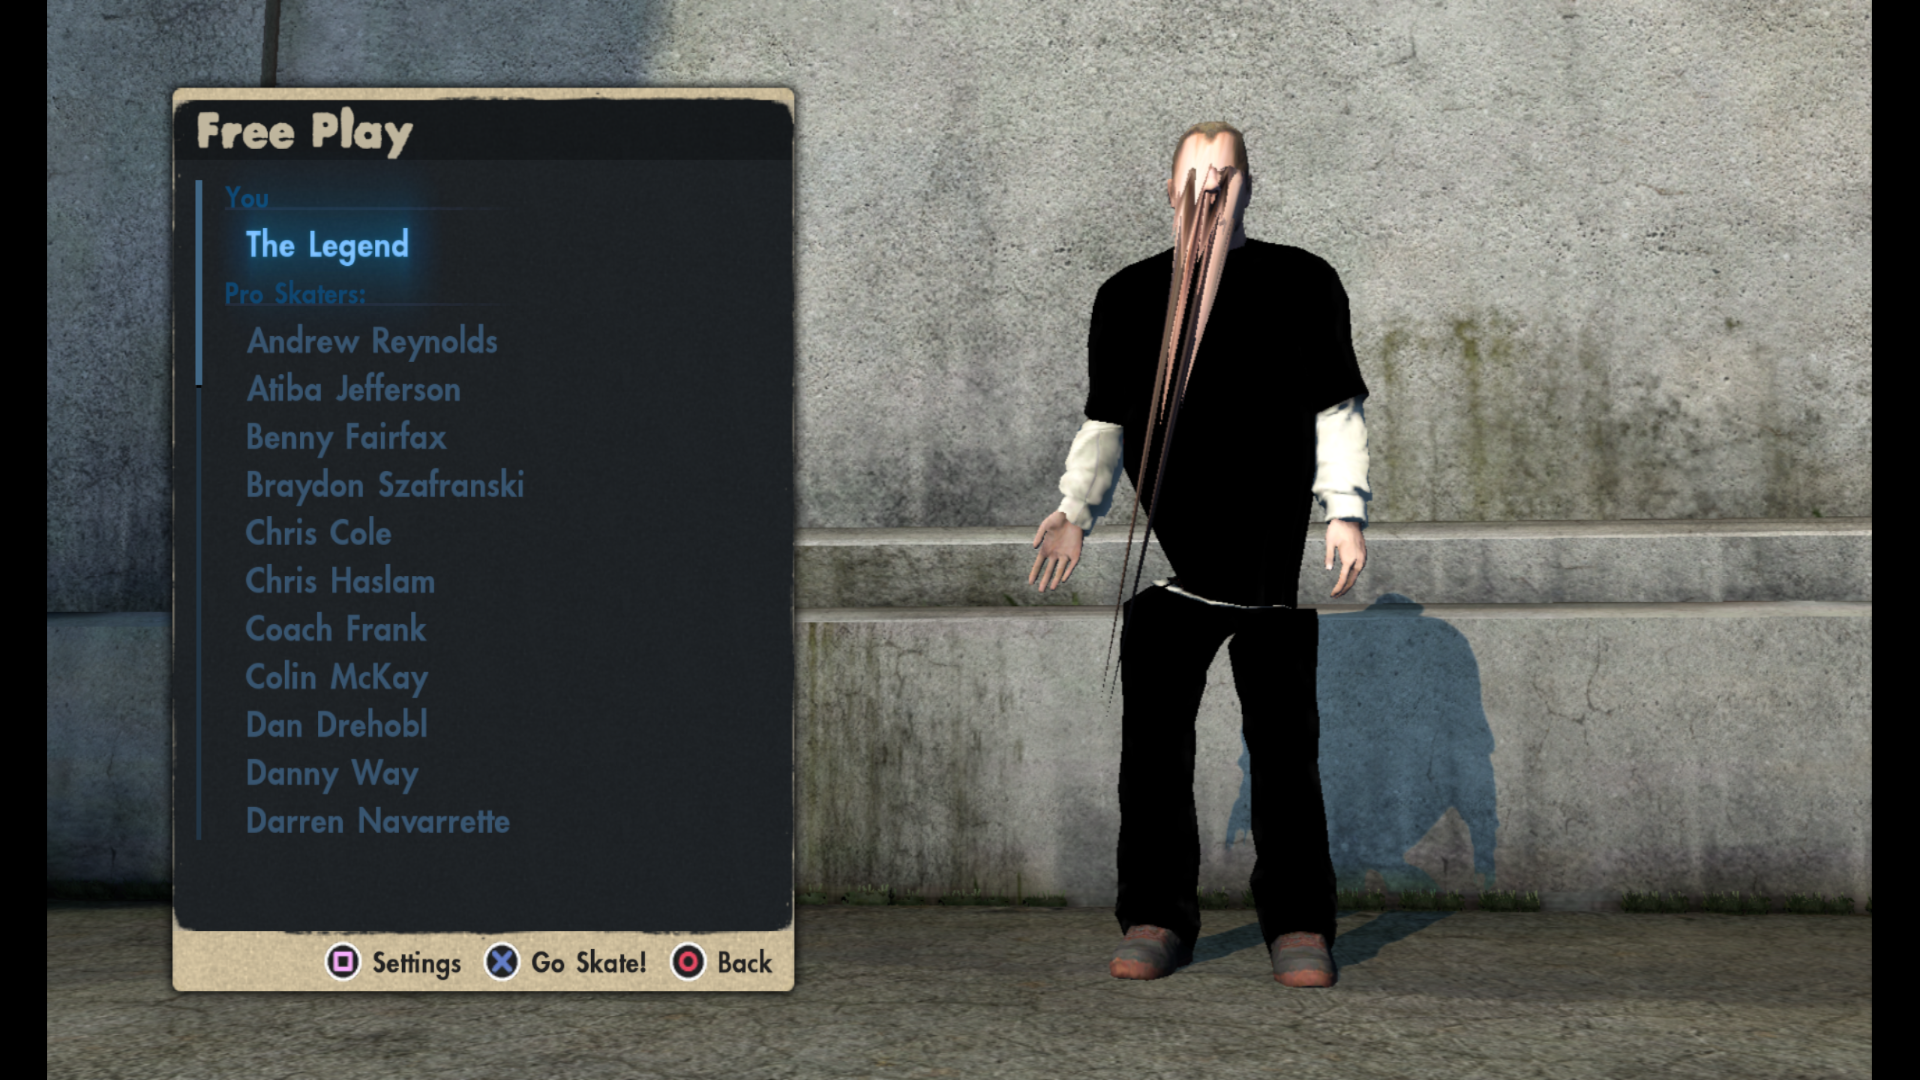 Free Play
You
The Legend
Pro Skaters:
Andrew Reynolds
Atiba Jefferson
Benny Fairfax
Braydon Szafranski
Chris Cole
Chris Haslam
Coach Frank
Colin McKay
Dan Drehobl
Danny Way
Darren Navarrette
Settings Go Skate! Back